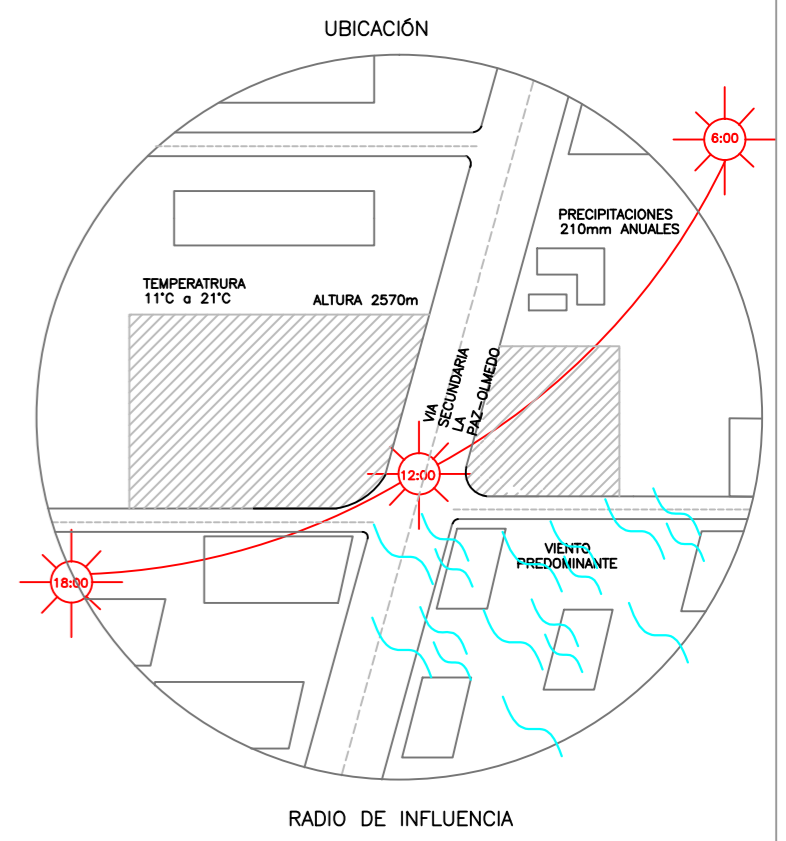 UBICACIÓN
6:00
PRECIPITACIONES
210mm ANUALES
TEMPERATRURA
11°C a 21°C
ALTURA 2570m
VIA
SECUNDARIA
LA
PAZ-OLMEDO
12:00
VIENTO
PREDOMINANTE
18:00
RADIO DE INFLUENCIA